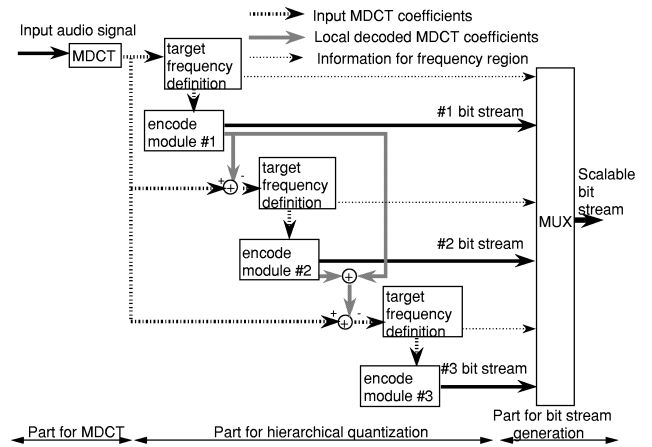 Input MDCT coefficients
Local decoded MDCT coefficients
Information for frequency region
Input audio signal
MDCT
target
frequency
definition
encode
module #1
#1 bit stream
+
-
+
target
frequency
definition
Scalable
bit
stream
MUX
encode
module #2
#2 bit stream
+
+
-
+
target
frequency
definition
encode
module #3
#3 bit stream
Part for MDCT
Part for hierarchical quantization
Part for bit stream
generation